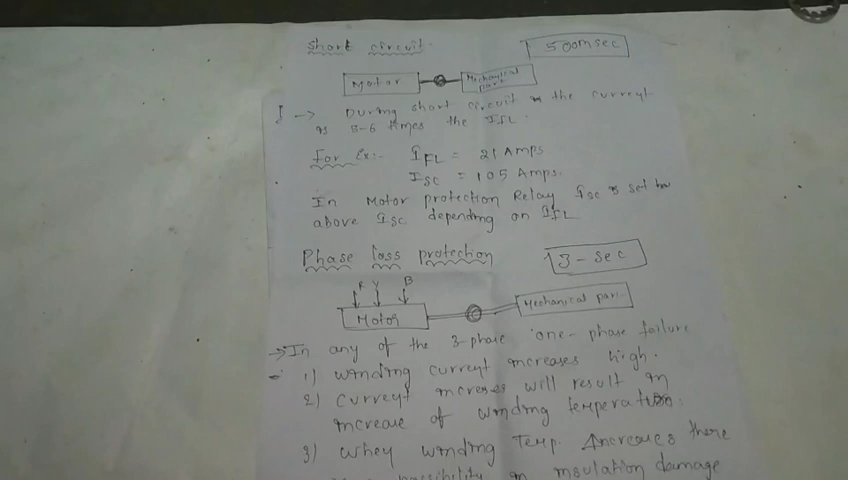 Short circuit.
500msec
Motor
Mechanical part
I → During short circuit the current
is 5-6 times the IFL.
For Ex:- IFL = 21 Amps
ISC = 105 Amps.
In Motor protection Relay Isc is set
above Isc depending on IFL
Phase loss protection
3-sec
R Y B
Motor
Mechanical part.
→ In any of the 3-phase one-phase failure
1) winding current increases high.
2) current increses will result in
increase of winding temperature.
3) when winding Temp. Increases there
possibility in insulation damage